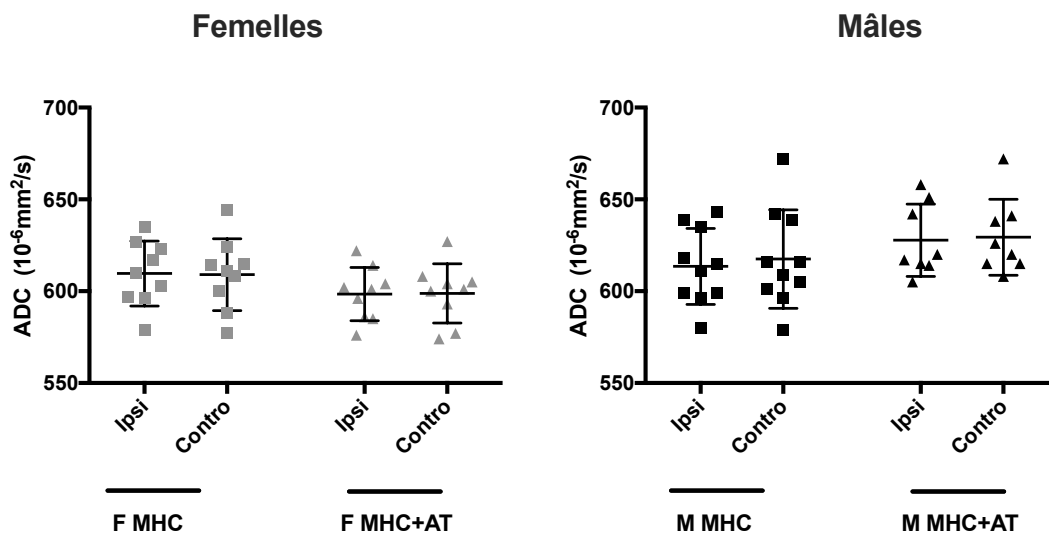 Femelles
ADC (10-6mm2/s)
700
650
600
550
Ipsi
Contro
Ipsi
Contro
F MHC
F MHC+AT
Mâles
ADC (10-6mm2/s)
700
650
600
550
Ipsi
Contro
Ipsi
Contro
M MHC
M MHC+AT